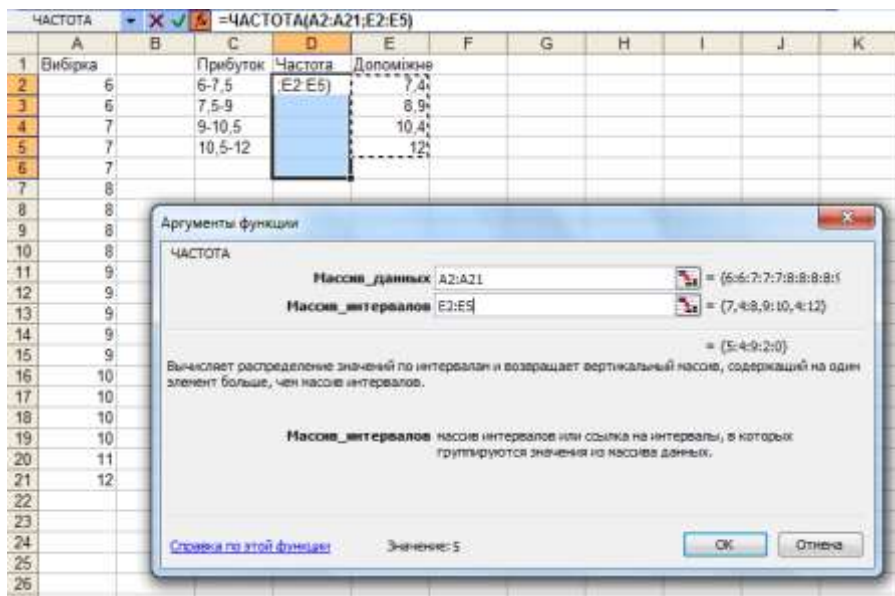 ЧАСТОТА =ЧАСТОТА(A2:A21;E2:E5)
A B C D E F G H I J K
1 Вибірка Прибуток Частота Допоміжне
2 6 6-7,5 ;E2:E5) 7,4
3 6 7,5-9 8,9
4 7 9-10,5 10,4
5 7 10,5-12 12
6 7
7 8
8 8
9 8
10 8
11 9
12 9
13 9
14 9
15 9
16 10
17 10
18 10
19 10
20 11
21 12
22
23
24
25
26
Аргументы функции
ЧАСТОТА
Массив_данных A2:A21 = {6:6:7:7:7:8:8:8:8:9
Массив_интервалов E2:E5 = {7,4:8,9:10,4:12}
= {5:4:9:2:0}
Вычисляет распределение значений по интервалам и возвращает вертикальный массив, содержащий на один
элемент больше, чем массив интервалов.
Массив_интервалов массив интервалов или ссылка на интервалы, в которых
группируются значения из массива данных.
Справка по этой функции
Значение: 5
OK
Отмена